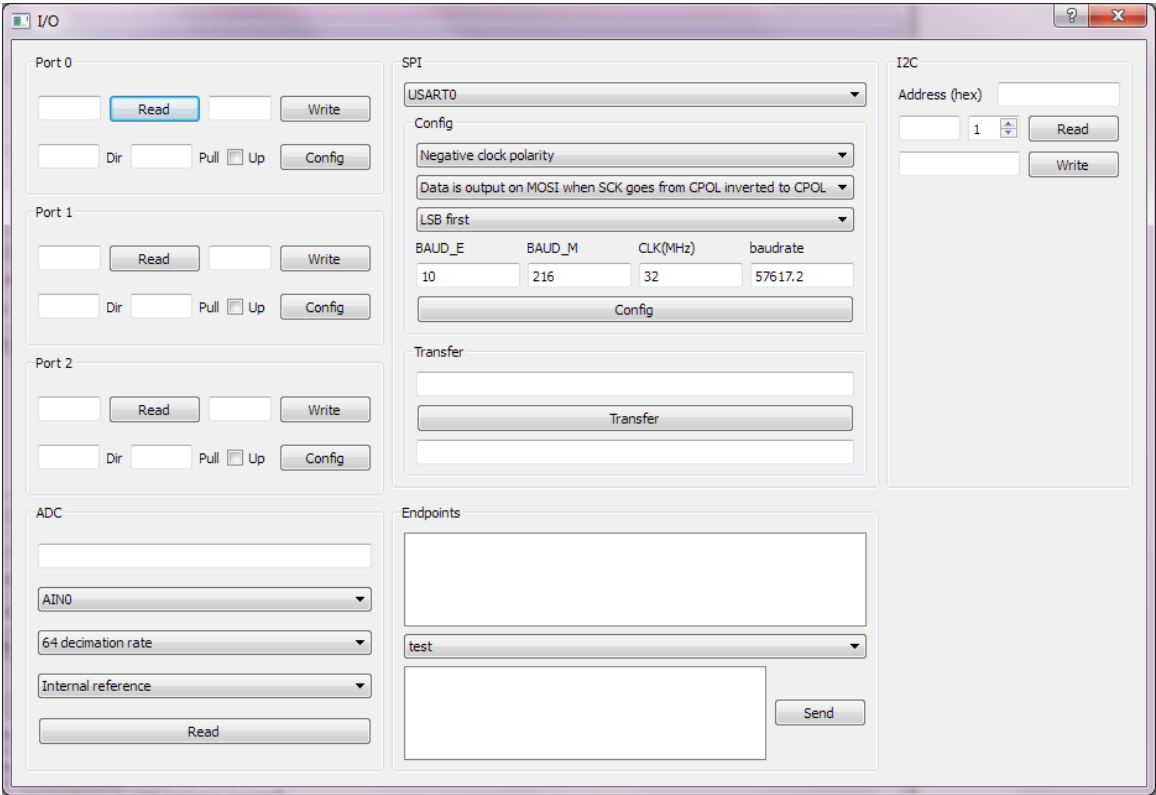 I/O
Port 0
Read Write
Dir Pull Up Config
Port 1
Read Write
Dir Pull Up Config
Port 2
Read Write
Dir Pull Up Config
ADC
AIN0
64 decimation rate
Internal reference
Read
SPI
USART0
Config
Negative clock polarity
Data is output on MOSI when SCK goes from CPOL inverted to CPOL
LSB first
BAUD_E BAUD_M CLK(MHz) baudrate
10 216 32 57617.2
Config
Transfer
Transfer
Endpoints
test
Send
I2C
Address (hex)
1 Read
Write